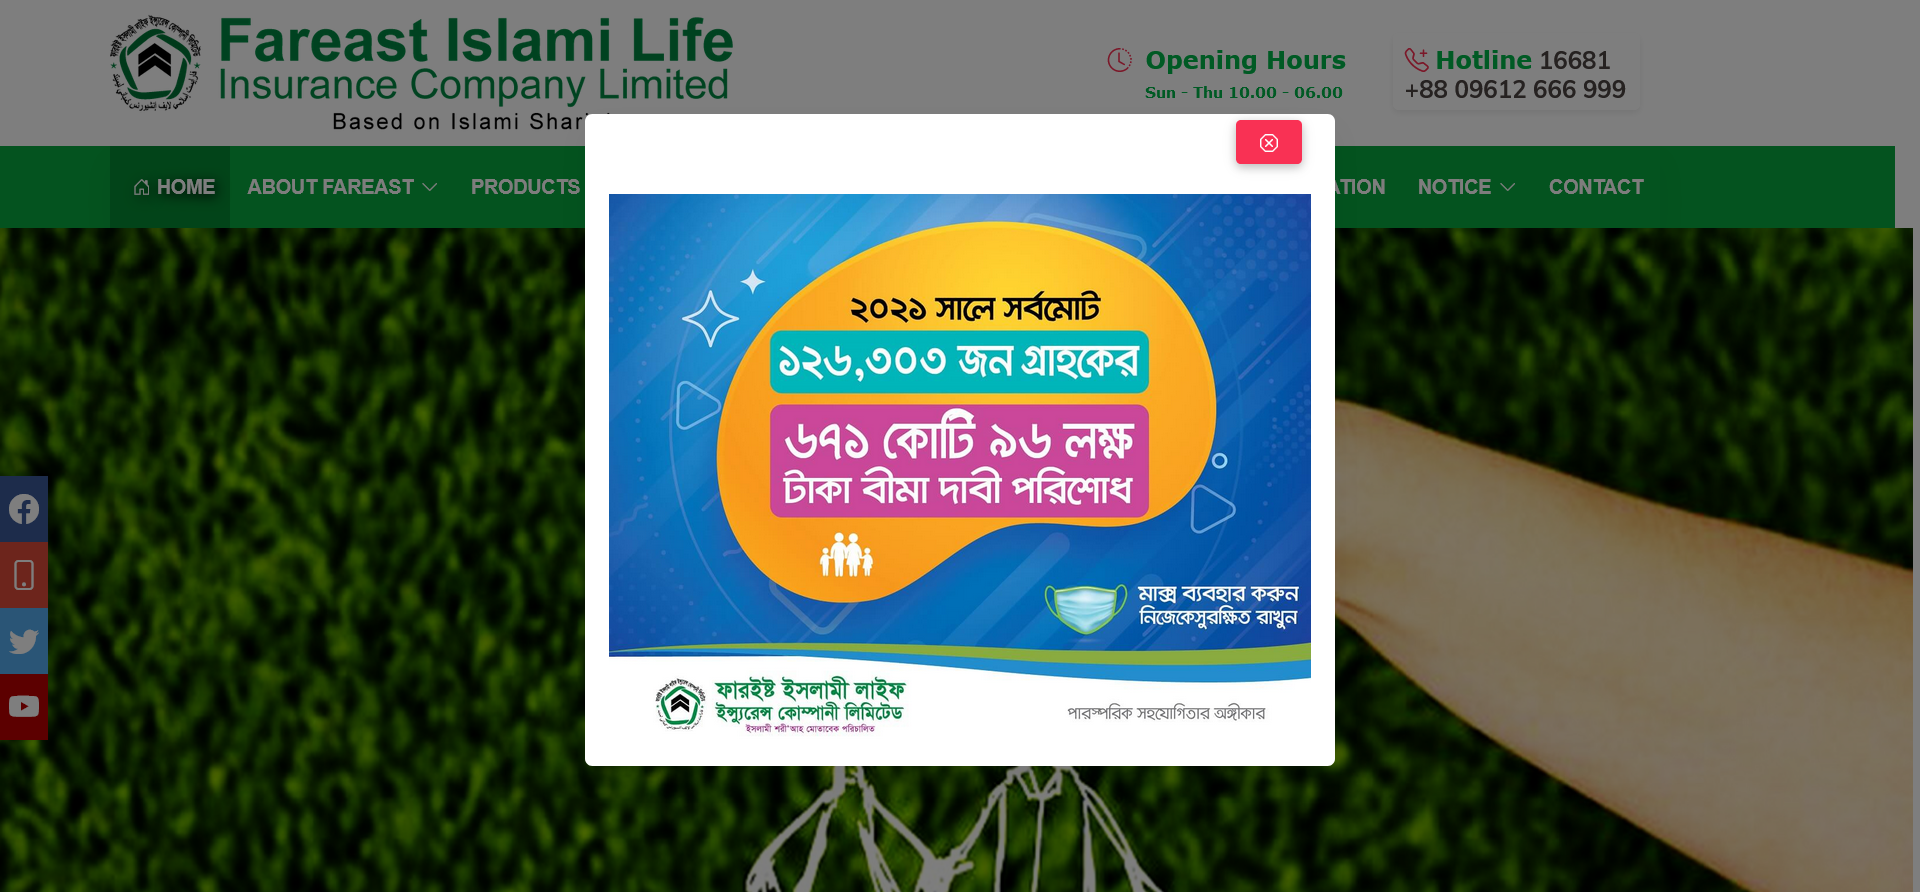 Fareast Islami Life
Insurance Company Limited
Based on Islami
Opening Hours
Sun - Thu 10.00 - 06.00
Hotline 16681
+88 09612 666 999
HOME
ABOUT FAREAST
PRODUCTS
NOTICE
CONTACT
২০২১ সালে সর্বমোট
১২৬,৩০৩ জন গ্রাহকের
৬৭১ কোটি ৯৬ লক্ষ
টাকা বীমা দাবী পরিশোধ
মাক্স ব্যবহার করুন
নিজেকেসুরক্ষিত রাখুন
ফারইষ্ট ইসলামী লাইফ
ইন্স্যুরেন্স কোম্পানী লিমিটেড
ইসলামী শরী'আহ মোতাবেক পরিচালিত
পারস্পরিক সহযোগিতার অঙ্গীকার